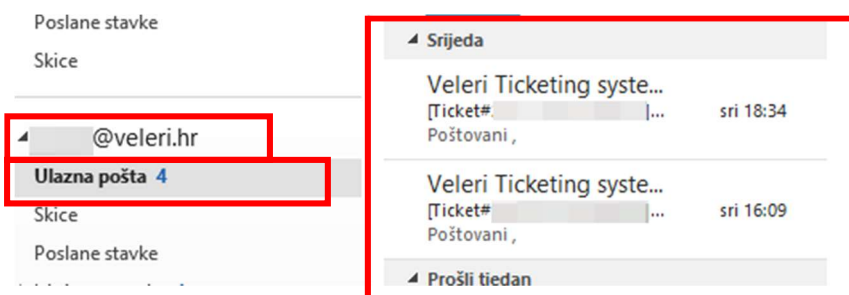 Poslane stavke
Skice
@veleri.hr
Ulazna pošta 4
Skice
Poslane stavke
Srijeda
Veleri Ticketing syste...
[Ticket#. ]... sri 18:34
Poštovani ,
Veleri Ticketing syste...
[Ticket# ]... sri 16:09
Poštovani ,
Prošli tjedan